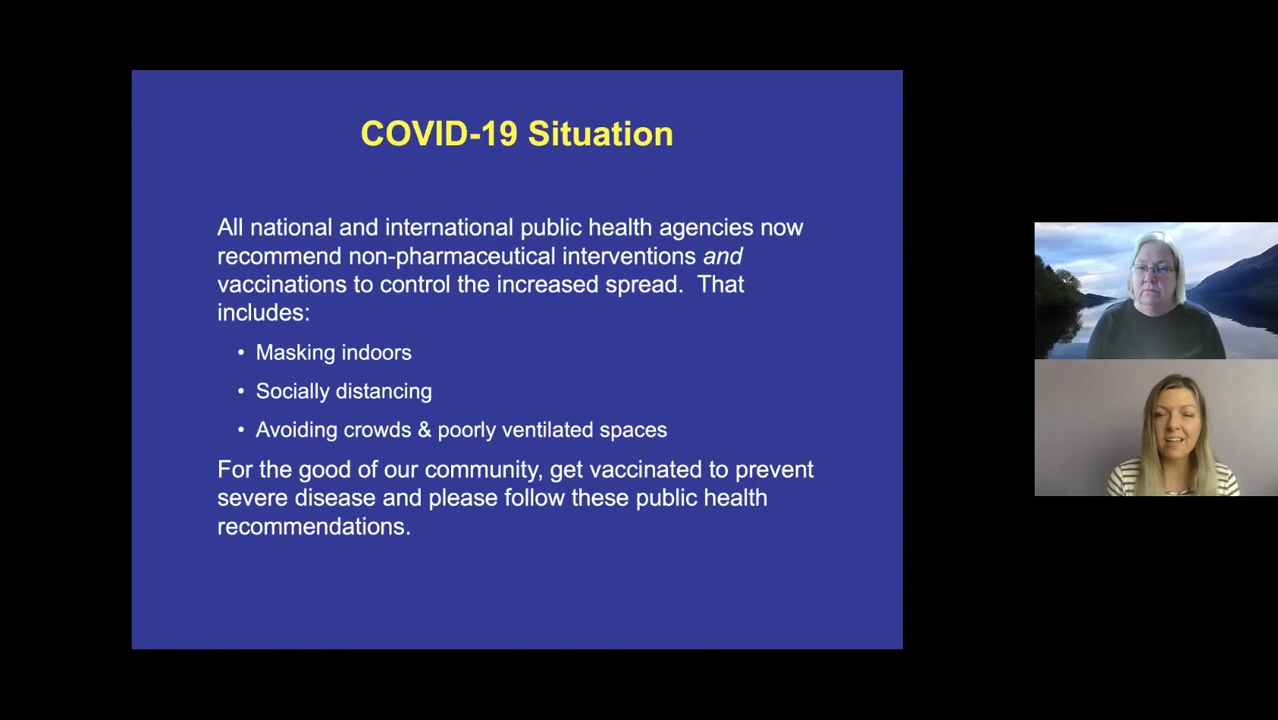 COVID-19 Situation
All national and international public health agencies now
recommend non-pharmaceutical interventions and
vaccinations to control the increased spread.  That
includes:
• Masking indoors
• Socially distancing
• Avoiding crowds & poorly ventilated spaces
For the good of our community, get vaccinated to prevent
severe disease and please follow these public health
recommendations.